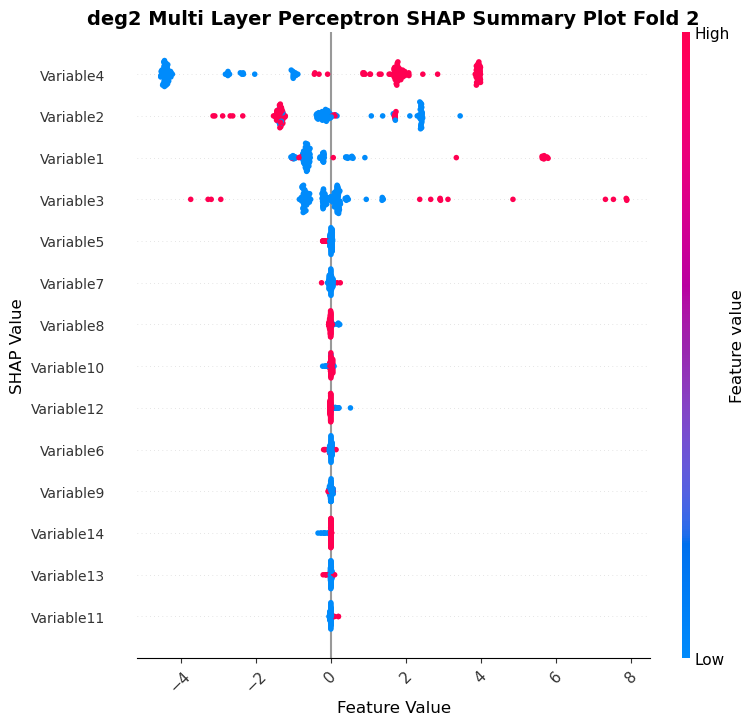 deg2 Multi Layer Perceptron SHAP Summary Plot Fold 2
High
Variable4
Variable2
Variable1
Variable3
Variable5
Variable7
Variable8
Variable10
Variable12
Variable6
Variable9
Variable14
Variable13
Variable11
SHAP Value
Feature value
Low
−4 −2 0 2 4 6 8
Feature Value